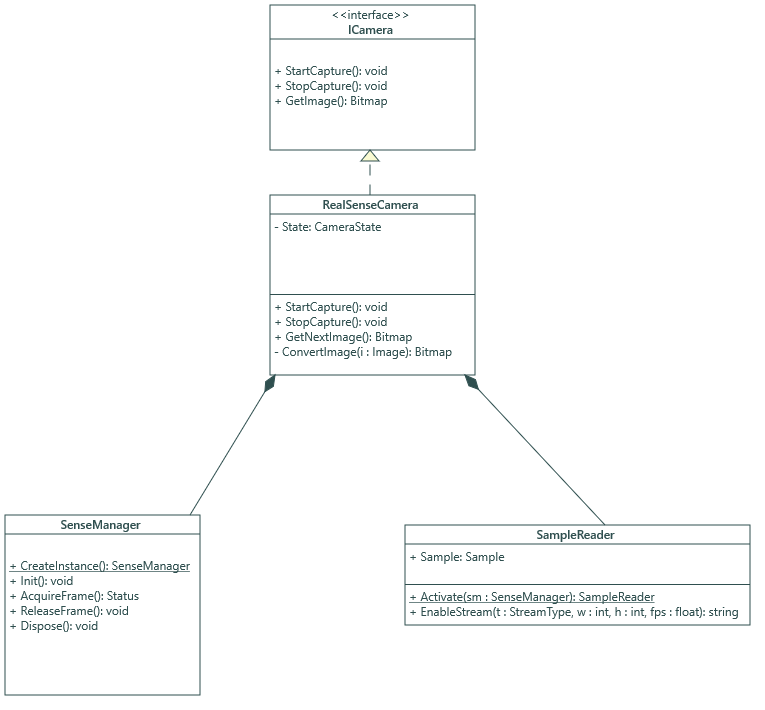 <<interface>>
ICamera
+ StartCapture(): void
+ StopCapture(): void
+ GetImage(): Bitmap
RealSenseCamera
- State: CameraState
+ StartCapture(): void
+ StopCapture(): void
+ GetNextImage(): Bitmap
- ConvertImage(i : Image): Bitmap
SenseManager
+ CreateInstance(): SenseManager
+ Init(): void
+ AcquireFrame(): Status
+ ReleaseFrame(): void
+ Dispose(): void
SampleReader
+ Sample: Sample
+ Activate(sm : SenseManager): SampleReader
+ EnableStream(t : StreamType, w : int, h : int, fps : float): string